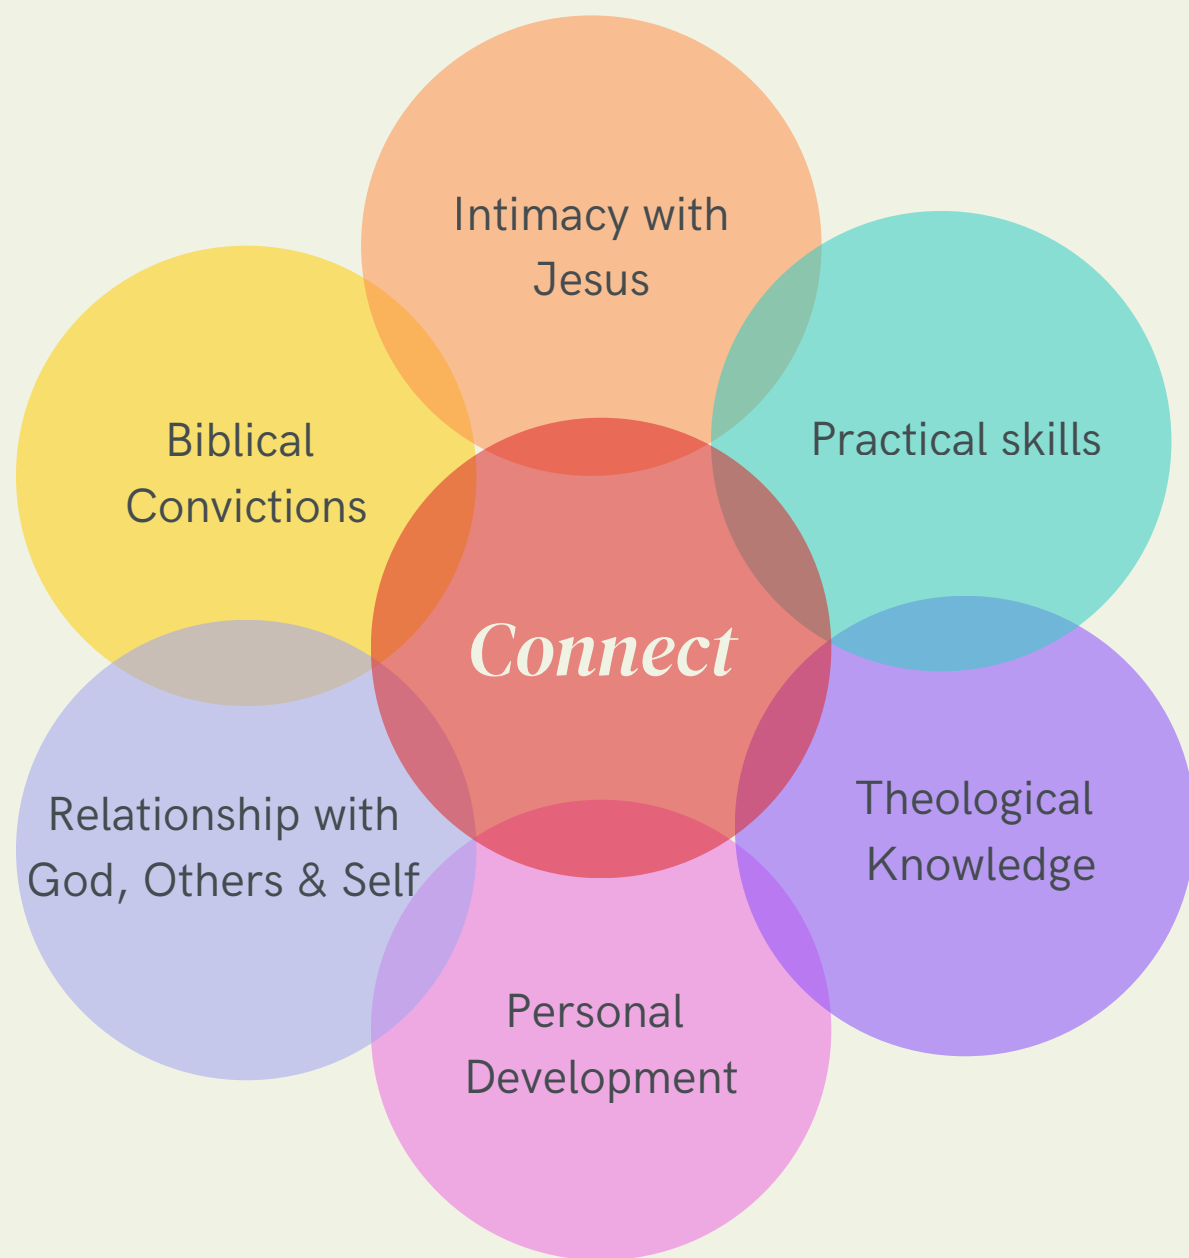 Intimacy with
Jesus
Practical skills
Biblical
Convictions
Connect
Theological
Knowledge
Relationship with
God, Others & Self
Personal
Development